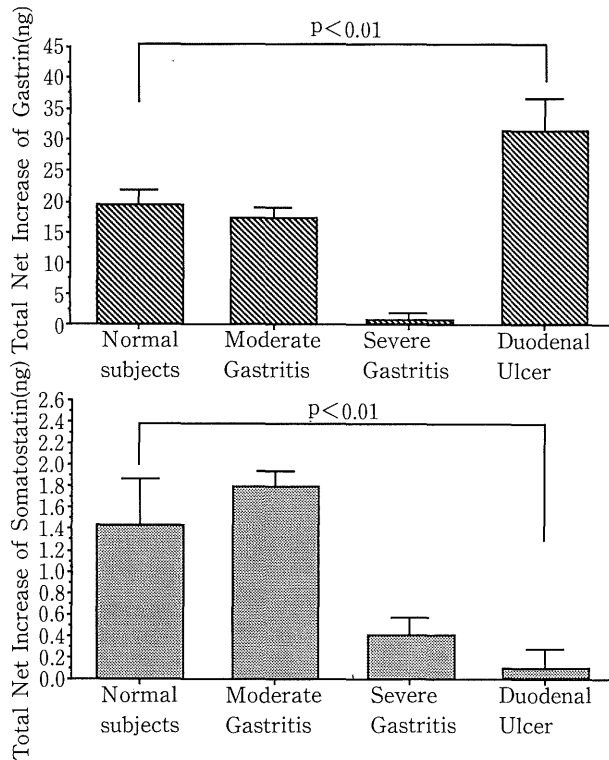 Total Net Increase of Gastrin(ng)
p<0.01
45
40
35
30
25
20
15
10
5
0
Normal subjects
Moderate Gastritis
Severe Gastritis
Duodenal Ulcer
Total Net Increase of Somatostatin(ng)
p<0.01
2.6
2.4
2.2
2.0
1.8
1.6
1.4
1.2
1.0
0.8
0.6
0.4
0.2
0.0
Normal subjects
Moderate Gastritis
Severe Gastritis
Duodenal Ulcer